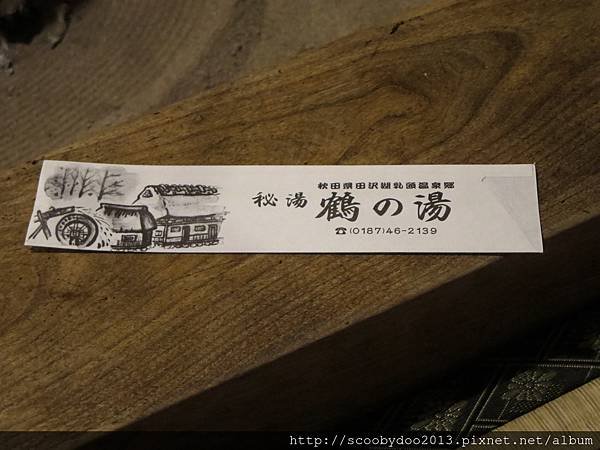 秋田県田沢湖乳頭温泉郷
秘湯 鶴の湯
☎(0187)46-2139
http://scoobydoo2013.pixnet.net/album